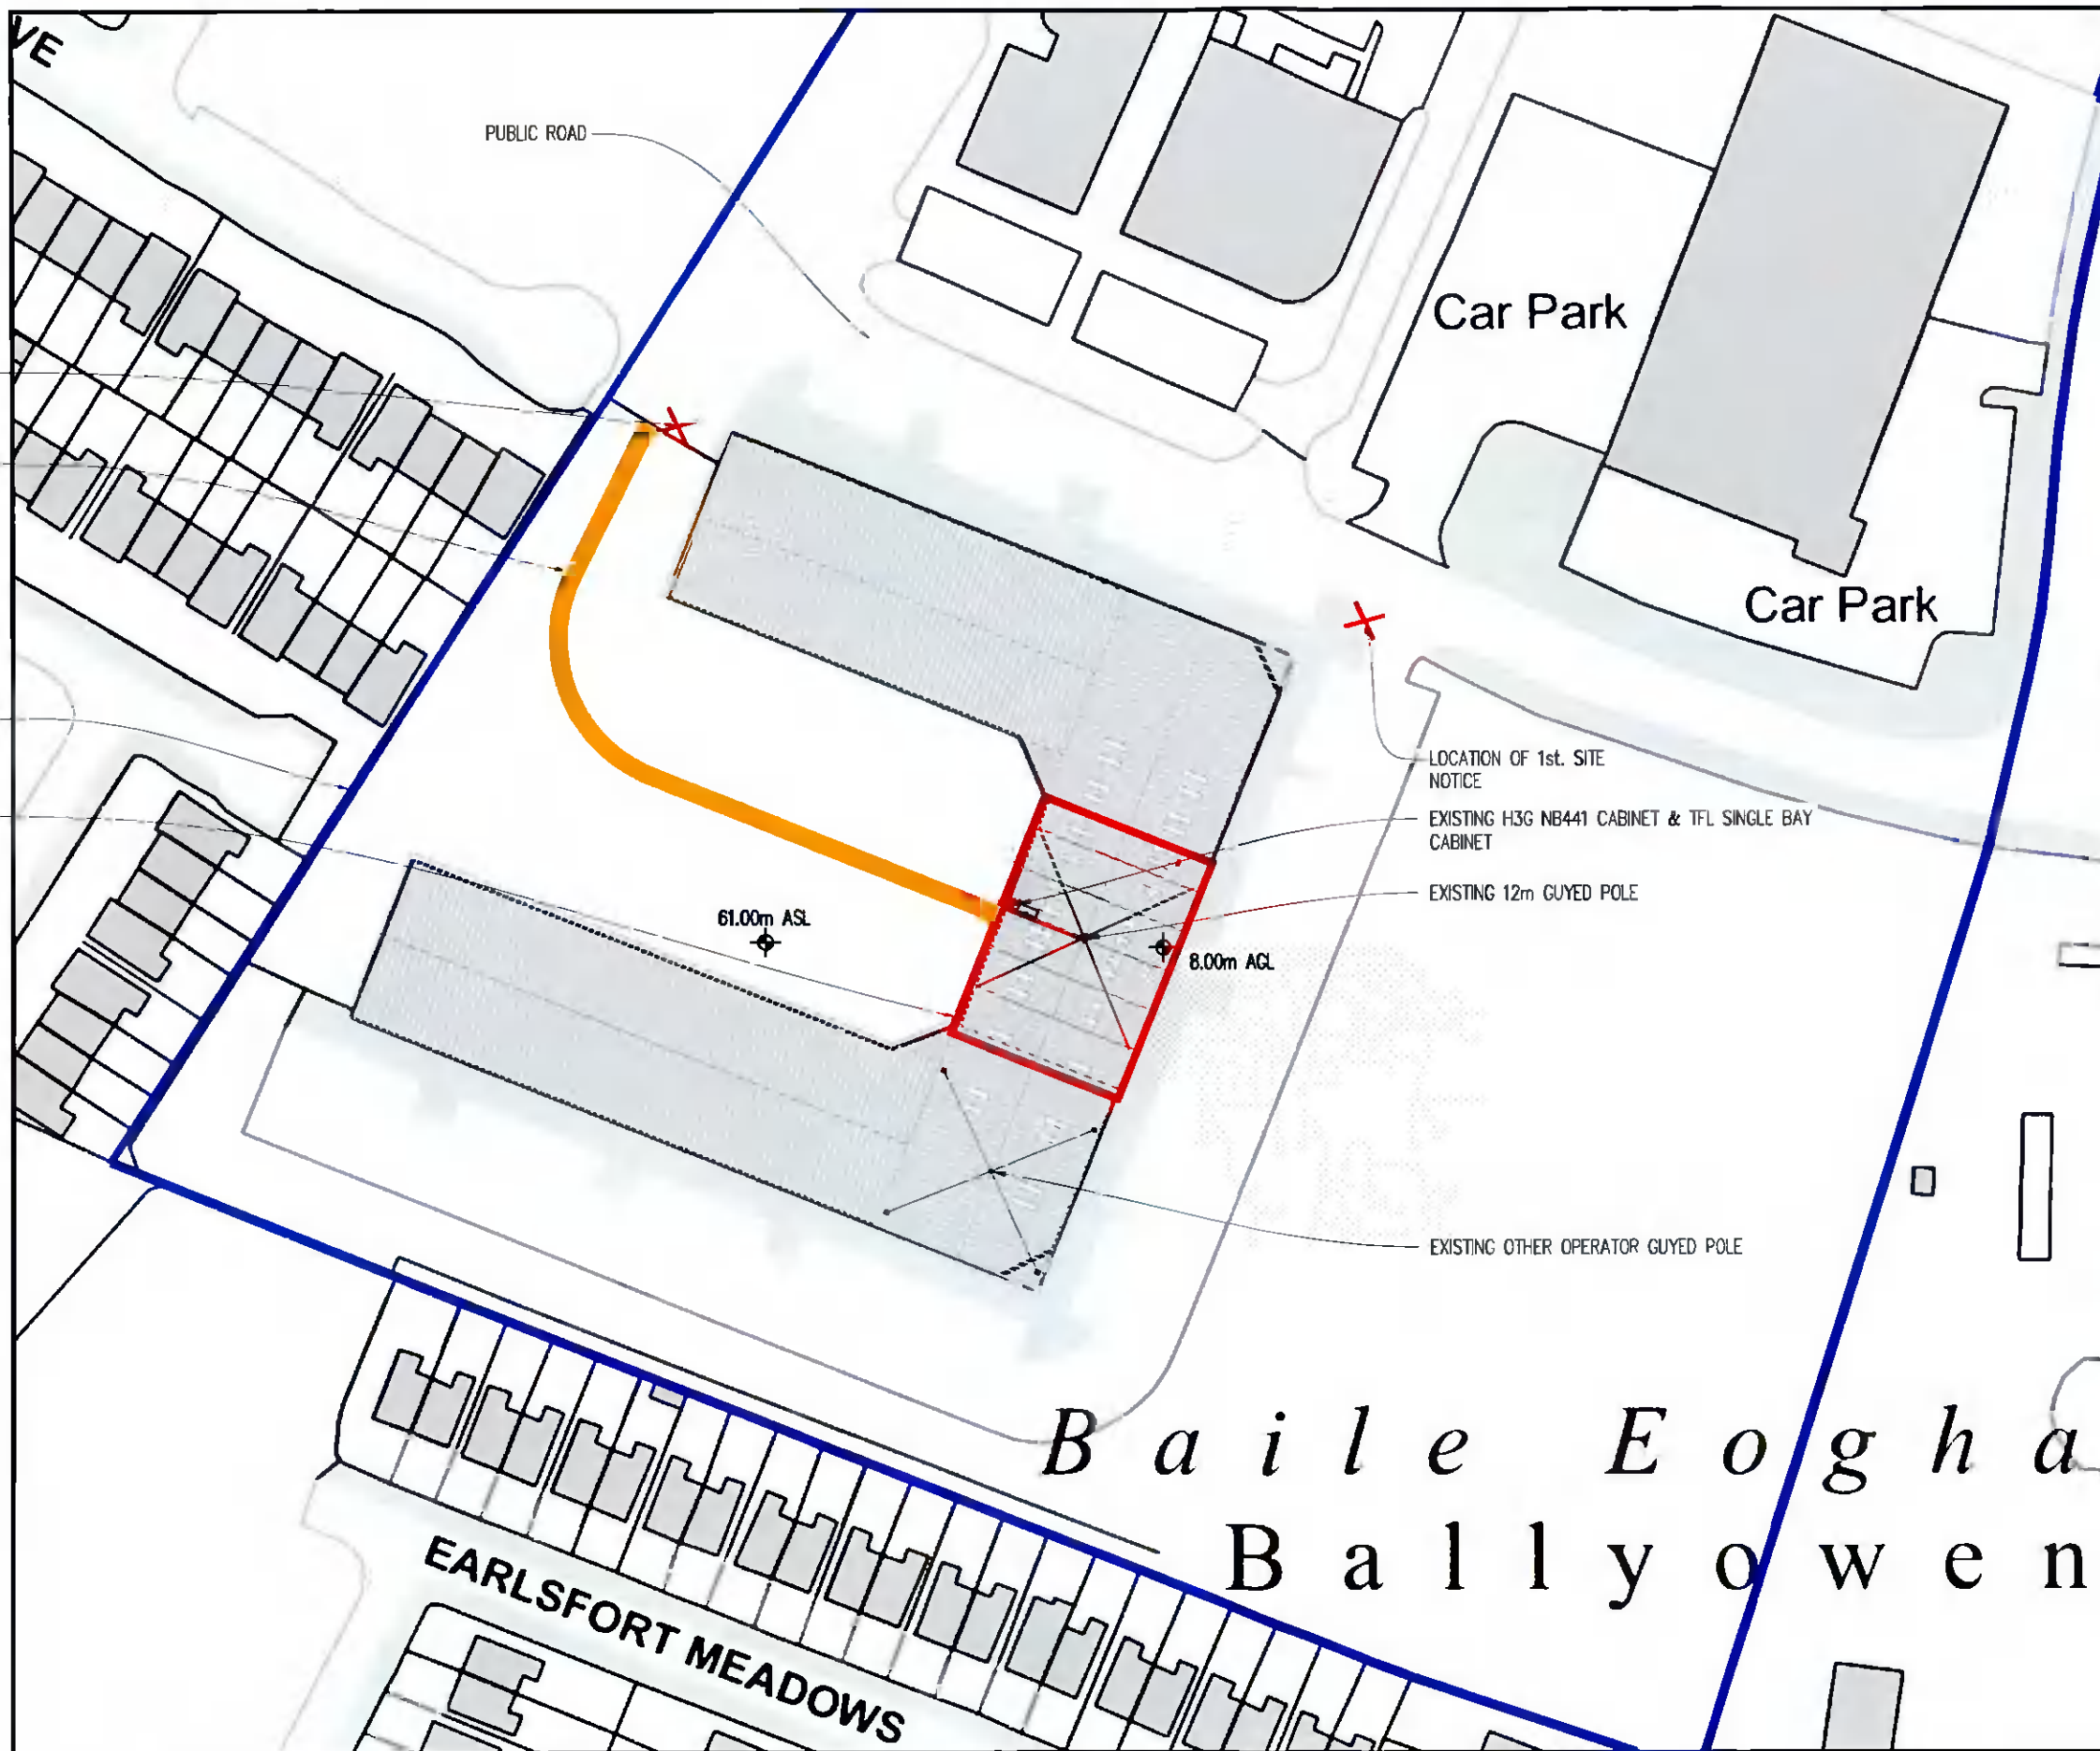 VE
PUBLIC ROAD
Car Park
Car Park
LOCATION OF 1st. SITE
NOTICE
EXISTING H3G NB441 CABINET & TFL SINGLE BAY
CABINET
EXISTING 12m GUYED POLE
61.00m ASL
8.00m AGL
EXISTING OTHER OPERATOR GUYED POLE
Baile Eogha
Ballyowen
EARLSFORT MEADOWS